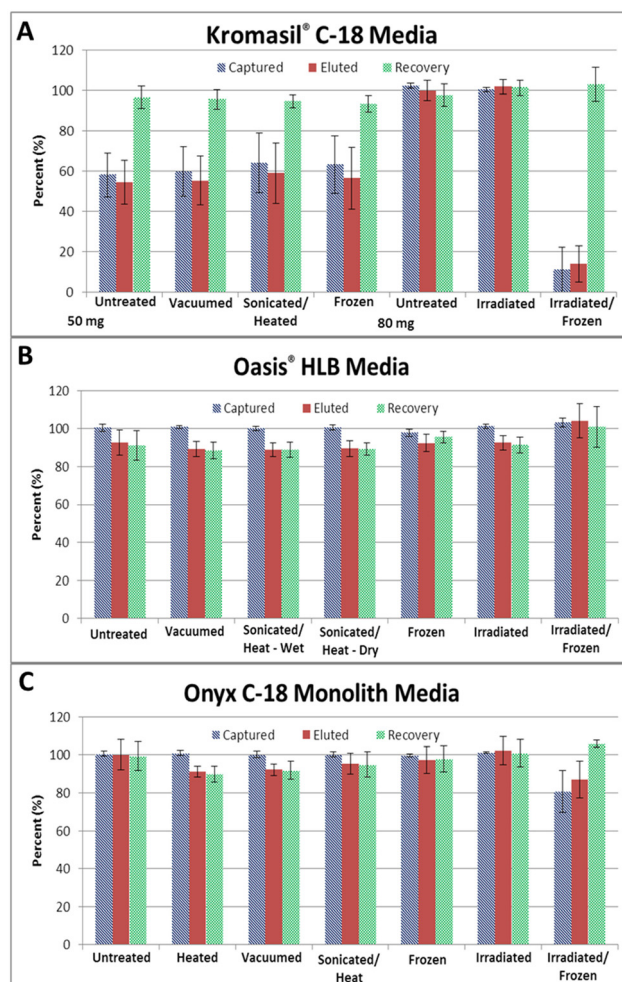 A
Kromasil® C-18 Media
120
Captured Eluted Recovery
100
80
60
40
20
0
Percent (%)
Untreated Vacuumed Sonicated/ Frozen Untreated Irradiated Irradiated/
50 mg Heated 80 mg Frozen
B
Oasis® HLB Media
120
Captured Eluted Recovery
100
80
60
40
20
0
Percent (%)
Untreated Vacuumed Sonicated/ Sonicated/ Frozen Irradiated Irradiated/
Heat - Wet Heat - Dry Frozen
C
Onyx C-18 Monolith Media
120
Captured Eluted Recovery
100
80
60
40
20
0
Percent (%)
Untreated Heated Vacuumed Sonicated/ Frozen Irradiated Irradiated/
Heat Frozen